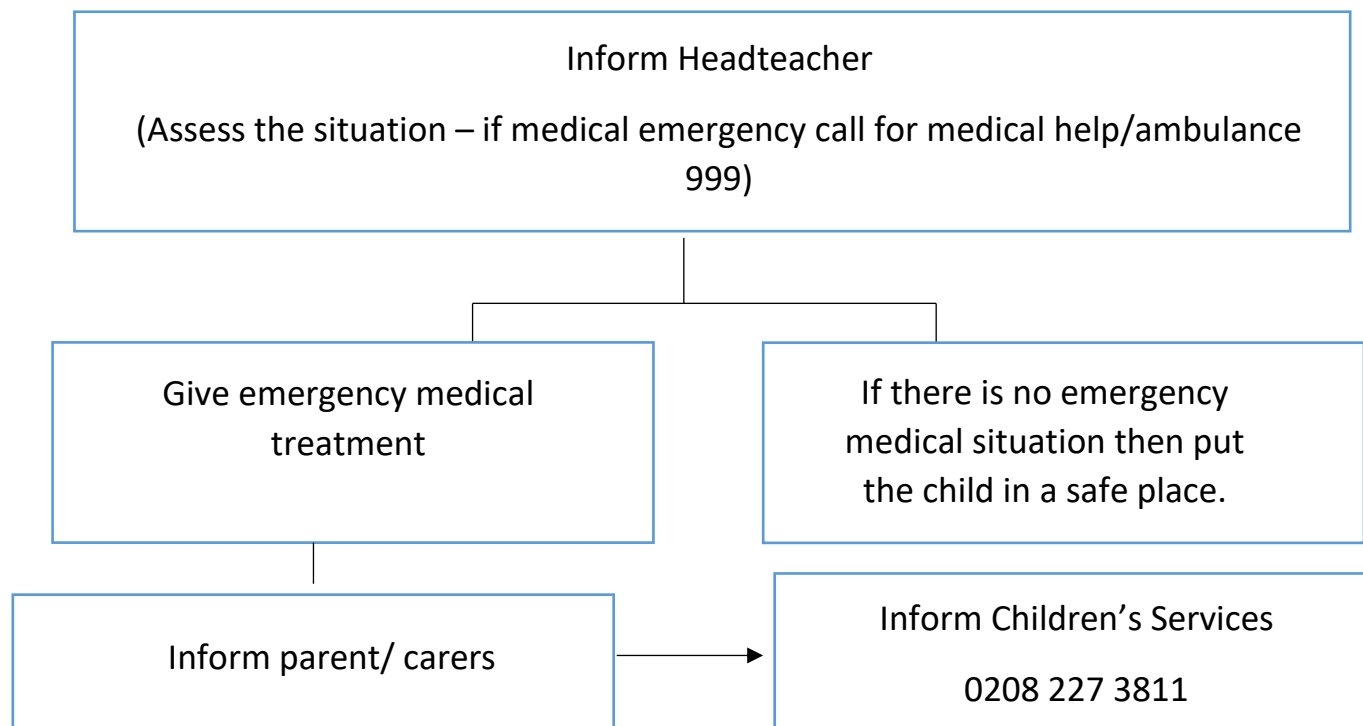 Inform Headteacher
(Assess the situation – if medical emergency call for medical help/ambulance
999)
Give emergency medical
treatment
If there is no emergency
medical situation then put
the child in a safe place.
Inform parent/ carers
Inform Children’s Services
0208 227 3811